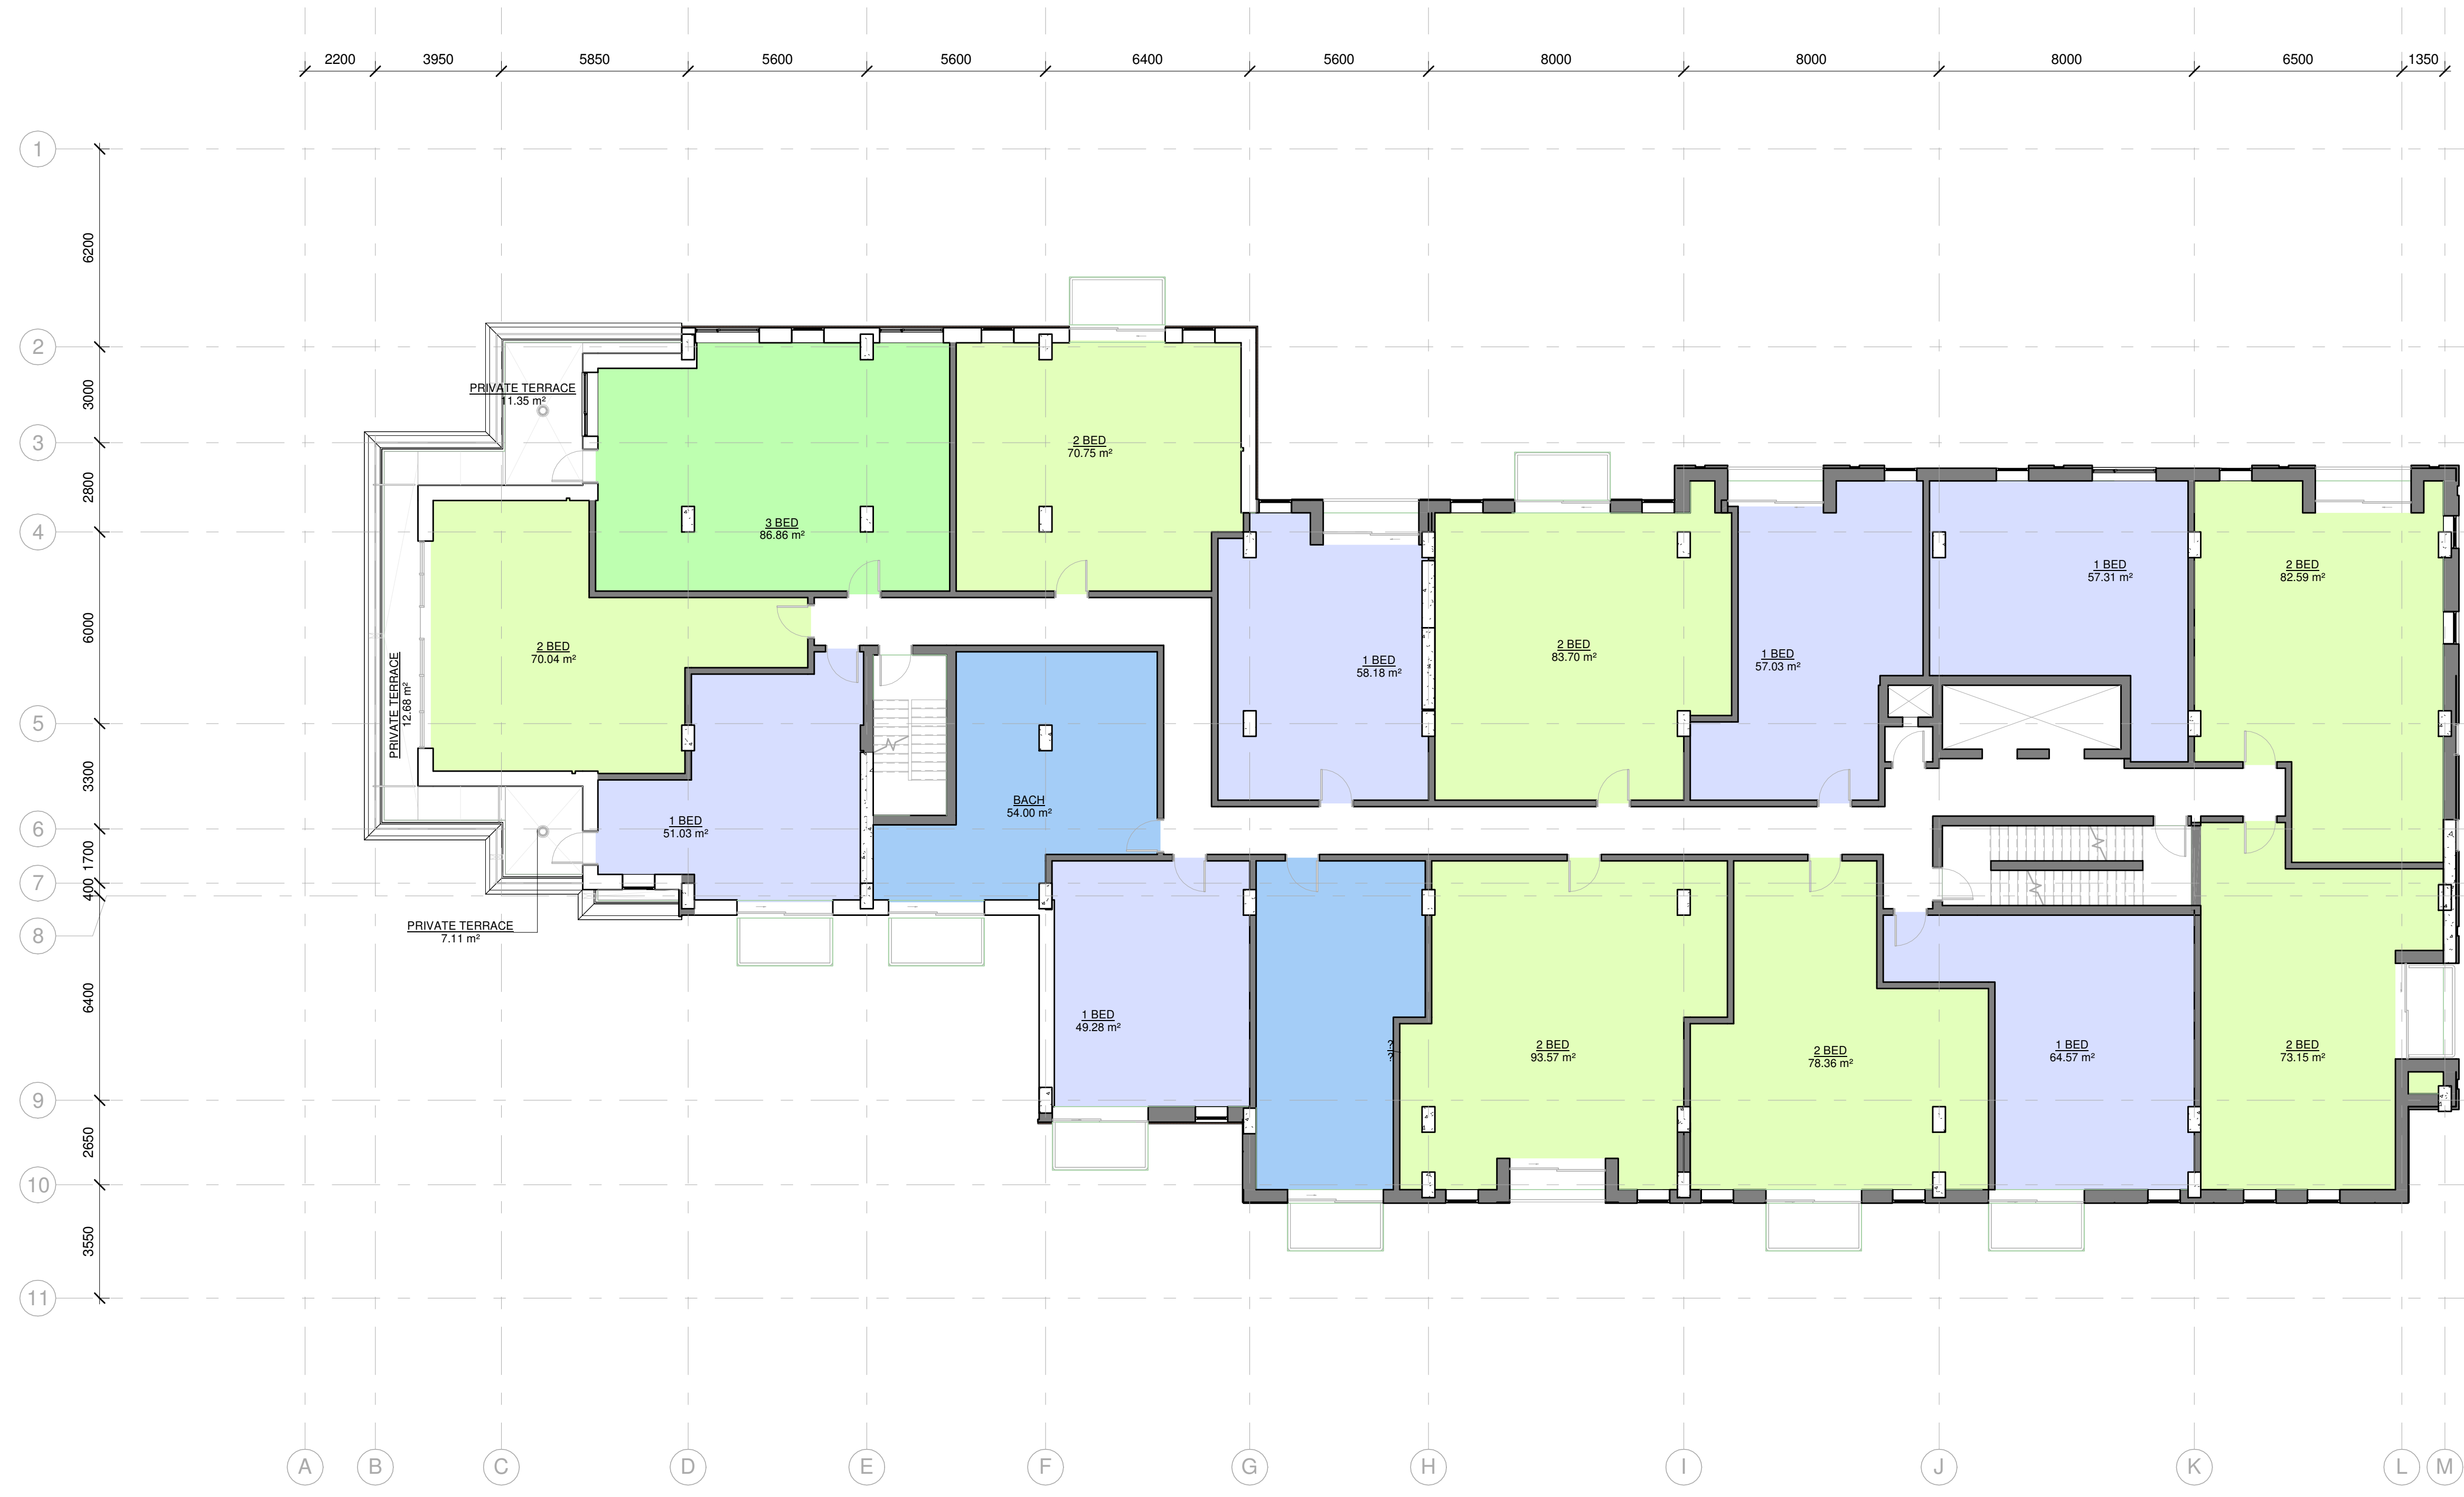 2200 3950 5850 5600 5600 6400 5600 8000 8000 8000 6500 1350
1
6200
2
3000
PRIVATE TERRACE
11.35 m²
3
2 BED
70.75 m²
2800
3 BED
86.86 m²
4
1 BED
57.31 m²
2 BED
82.59 m²
6000
2 BED
70.04 m²
1 BED
58.18 m²
2 BED
83.70 m²
1 BED
57.03 m²
PRIVATE TERRACE
12.68 m²
5
3300
BACH
54.00 m²
1 BED
51.03 m²
6
1700
7
400
PRIVATE TERRACE
7.11 m²
8
6400
1 BED
49.28 m²
?
?
2 BED
93.57 m²
2 BED
78.36 m²
1 BED
64.57 m²
2 BED
73.15 m²
9
2650
10
3550
11
A B C D E F G H I J K L M